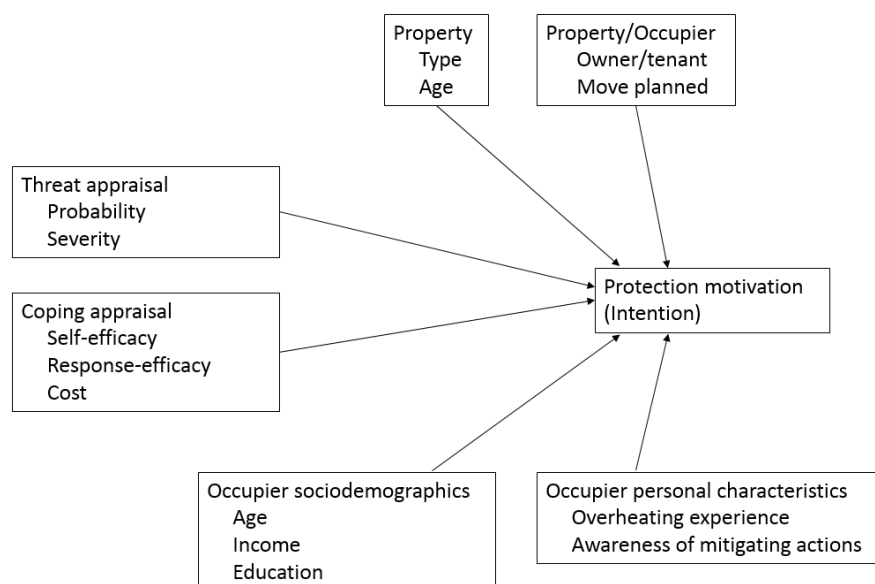 Property
Type
Age
Property/Occupier
Owner/tenant
Move planned
Threat appraisal
Probability
Severity
Coping appraisal
Self-efficacy
Response-efficacy
Cost
Protection motivation
(Intention)
Occupier sociodemographics
Age
Income
Education
Occupier personal characteristics
Overheating experience
Awareness of mitigating actions